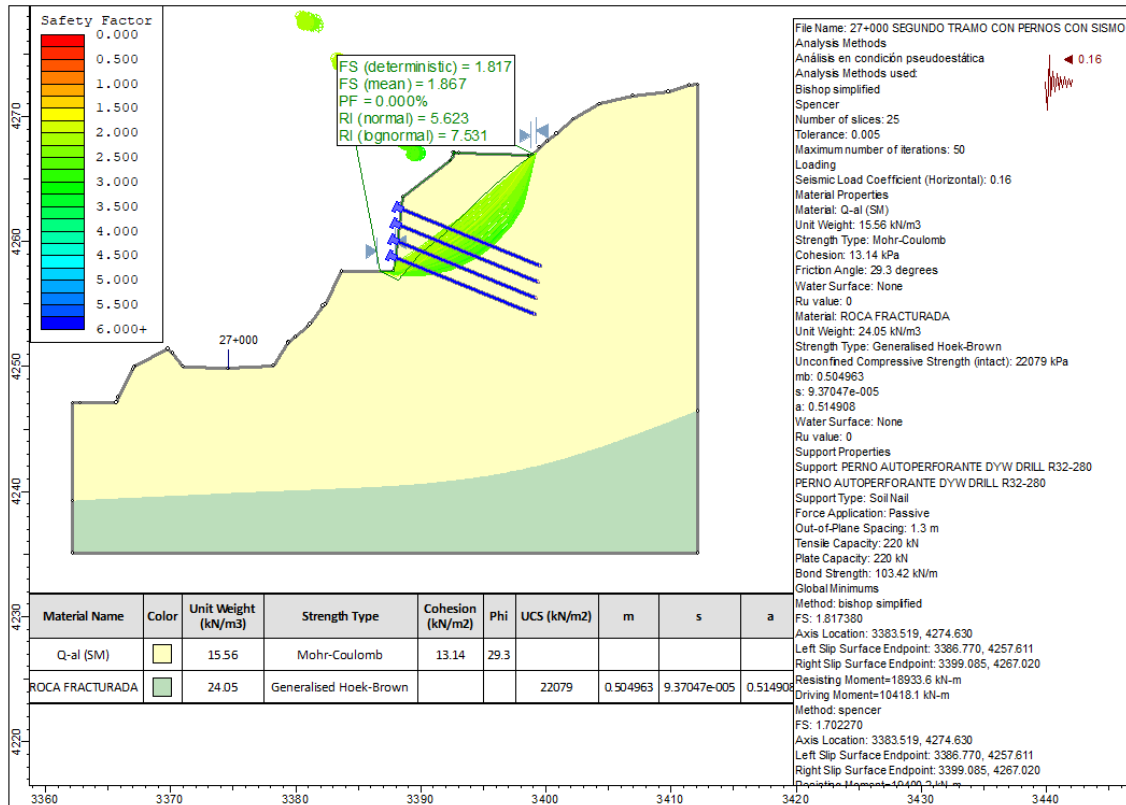 Safety Factor
0.000
0.500
1.000
1.500
2.000
2.500
3.000
3.500
4.000
4.500
5.000
5.500
6.000+
FS (deterministic) = 1.817
FS (mean) = 1.867
PF = 0.000%
RI (normal) = 5.623
RI (lognormal) = 7.531
0.16
27+000
4270
4260
4250
4240
4230
4220
File Name: 27+000 SEGUNDO TRAMO CON PERNOS CON SISMO
Analysis Methods
Análisis en condición pseudoestática
Analysis Methods used:
Bishop simplified
Spencer
Number of slices: 25
Tolerance: 0.005
Maximum number of iterations: 50
Loading
Seismic Load Coefficient (Horizontal): 0.16
Material Properties
Material: Q-al (SM)
Unit Weight: 15.56 kN/m3
Strength Type: Mohr-Coulomb
Cohesion: 13.14 kPa
Friction Angle: 29.3 degrees
Water Surface: None
Ru value: 0
Material: ROCA FRACTURADA
Unit Weight: 24.05 kN/m3
Strength Type: Generalised Hoek-Brown
Unconfined Compressive Strength (intact): 22079 kPa
mb: 0.504963
s: 9.37047e-005
a: 0.514908
Water Surface: None
Ru value: 0
Support Properties
Support: PERNO AUTOPERFORANTE DYW DRILL R32-280
PERNO AUTOPERFORANTE DYW DRILL R32-280
Support Type: Soil Nail
Force Application: Passive
Out-of-Plane Spacing: 1.3 m
Tensile Capacity: 220 kN
Plate Capacity: 220 kN
Bond Strength: 103.42 kN/m
Global Minimums
Method: bishop simplified
FS: 1.817380
Axis Location: 3383.519, 4274.630
Left Slip Surface Endpoint: 3386.770, 4257.611
Right Slip Surface Endpoint: 3399.085, 4267.020
Resisting Moment=18933.6 kN-m
Driving Moment=10418.1 kN-m
Method: spencer
FS: 1.702270
Axis Location: 3383.519, 4274.630
Left Slip Surface Endpoint: 3386.770, 4257.611
Right Slip Surface Endpoint: 3399.085, 4267.020
Material Name Color Unit Weight (kN/m3) Strength Type Cohesion (kN/m2) Phi UCS (kN/m2) m s a
Q-al (SM) 15.56 Mohr-Coulomb 13.14 29.3
ROCA FRACTURADA 24.05 Generalised Hoek-Brown 22079 0.504963 9.37047e-005 0.514908
3360 3370 3380 3390 3400 3410 3420 3430 3440